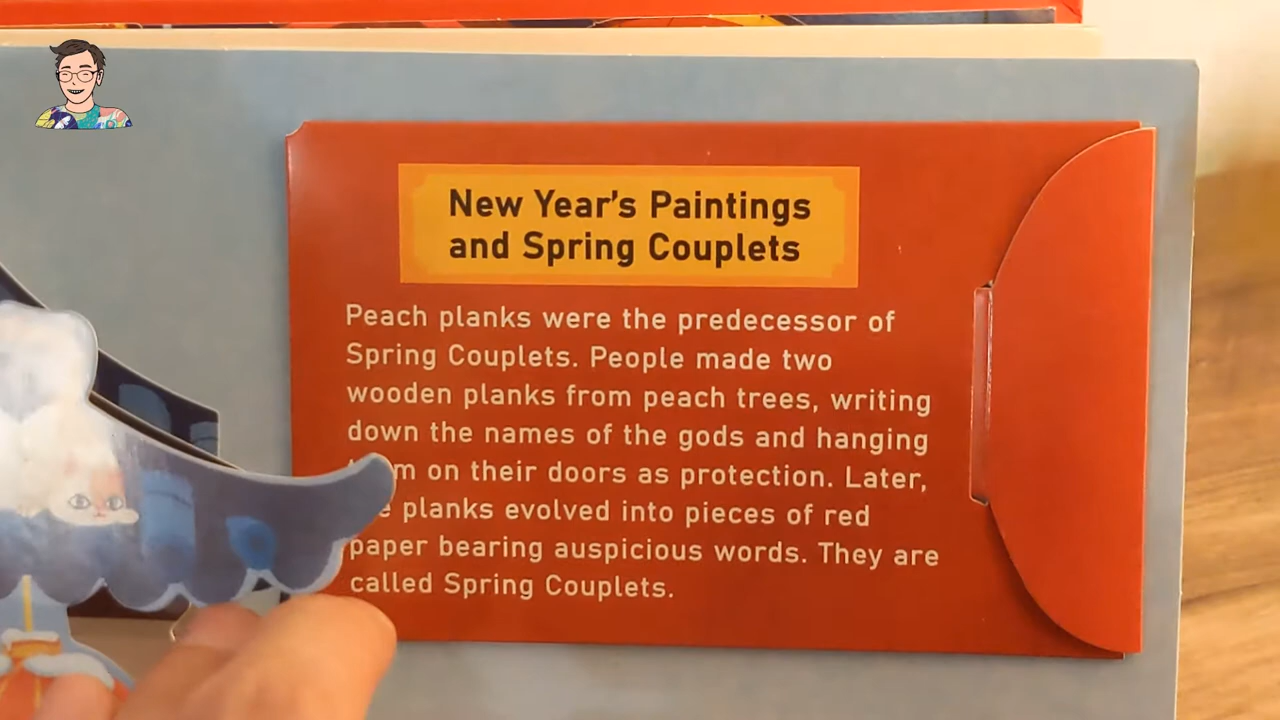 New Year's Paintings
and Spring Couplets
Peach planks were the predecessor of
Spring Couplets. People made two
wooden planks from peach trees, writing
down the names of the gods and hanging
on their doors as protection. Later,
planks evolved into pieces of red
paper bearing auspicious words. They are
called Spring Couplets.